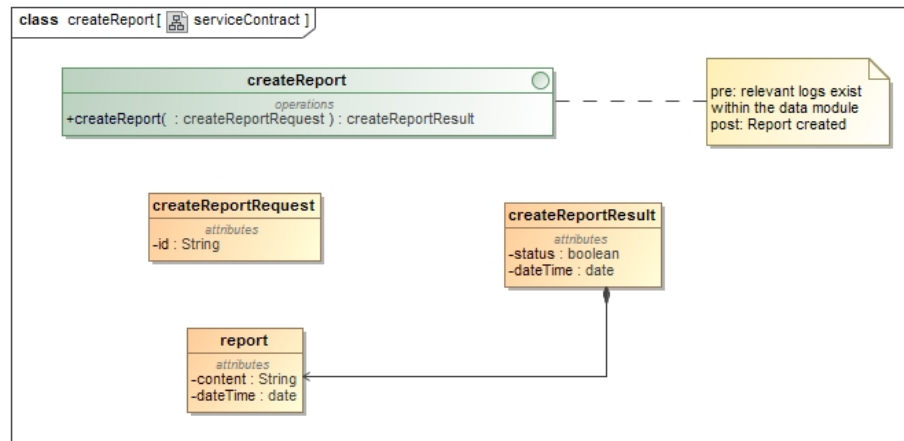 class createReport[ serviceContract ]
createReport
operations
+createReport( : createReportRequest ) : createReportResult
pre: relevant logs exist
within the data module
post: Report created
createReportRequest
attributes
-id : String
createReportResult
attributes
-status : boolean
-dateTime : date
report
attributes
-content : String
-dateTime : date